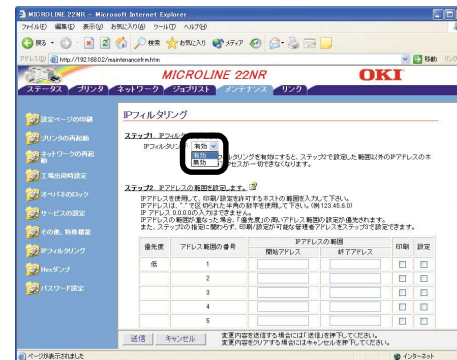 MICROLINE 22NR - Microsoft Internet Explorer
ファイル(F) 編集(E) 表示(V) お気に入り(A) ツール(T) ヘルプ(H)
戻る 検索 お気に入り メディア
アドレス(D) http://192.168.0.2/maintenancefrm.htm 移動 リンク
MICROLINE 22NR OKI
ステータス プリンタ ネットワーク ジョブリスト メンテナンス リンク
設定ページの印刷
プリンタの再起動
ネットワークの再起動
工場出荷時設定
オペパネのロック
サービスの設定
その他、特殊機能
IPフィルタリング
Hexダンプ
パスワード設定
IPフィルタリング
ステップ1. IPフィルタ
IPフィルタリング: 有効
有効
無効
フィルタリングを有効にすると、ステップ2で設定した範囲以外のIPアドレスのホ
アクセスが一切できなくなります。
ステップ2. IPアドレスの範囲を設定します。
IPアドレスを使用して、印刷/設定を許可するホストの範囲を入力して下さい。
IPアドレスは、"."で区切られた半角の数字を使用して下さい。(例:123.45.6.0)
IP アドレス 0.0.0.0の入力はできません。
IPアドレスの範囲が重なった場合、「優先度」の高いアドレス範囲の設定が優先されます。
また、ステップ2の指定に関わらず、印刷/設定が可能な管理者アドレスをステップ3で設定できます。
優先度 アドレス範囲の番号 IPアドレスの範囲 印刷 設定
開始アドレス 終了アドレス
低 1
2
3
4
5
送信 キャンセル 変更内容を送信する場合には「送信」を押下してください。
変更内容をクリアする場合にはキャンセルを押下してください。
ページが表示されました インターネット